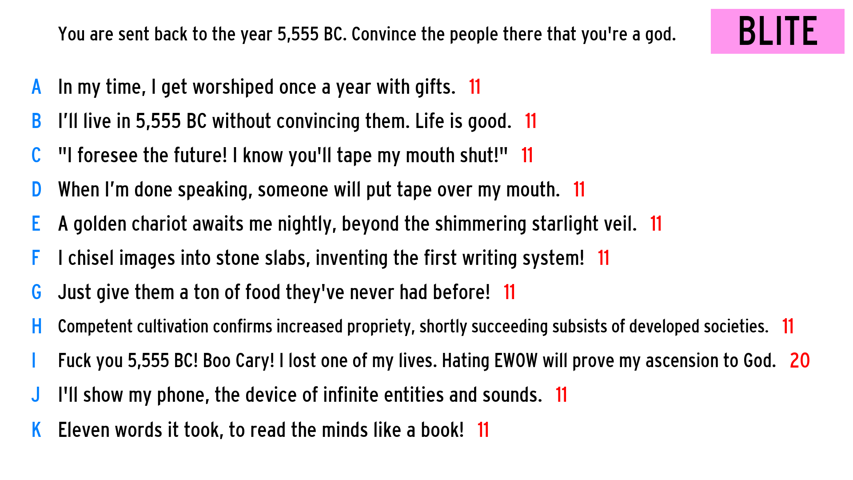 You are sent back to the year 5,555 BC. Convince the people there that you're a god.
BLITE
A In my time, I get worshiped once a year with gifts. 11
B I’ll live in 5,555 BC without convincing them. Life is good. 11
C "I foresee the future! I know you'll tape my mouth shut!" 11
D When I’m done speaking, someone will put tape over my mouth. 11
E A golden chariot awaits me nightly, beyond the shimmering starlight veil. 11
F I chisel images into stone slabs, inventing the first writing system! 11
G Just give them a ton of food they've never had before! 11
H Competent cultivation confirms increased propriety, shortly succeeding subsists of developed societies. 11
I Fuck you 5,555 BC! Boo Cary! I lost one of my lives. Hating EWOW will prove my ascension to God. 20
J I'll show my phone, the device of infinite entities and sounds. 11
K Eleven words it took, to read the minds like a book! 11